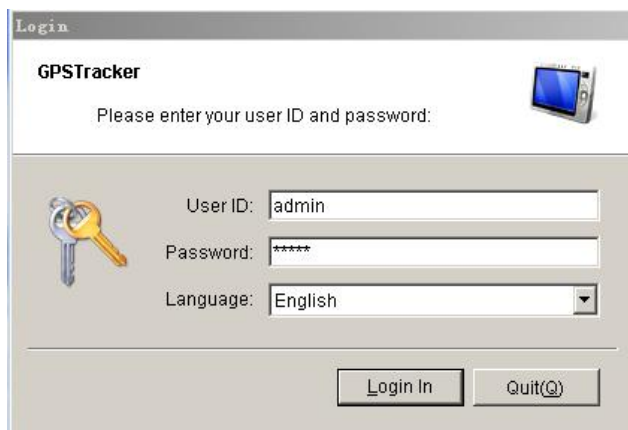 Login
GPSTracker
Please enter your user ID and password:
User ID: admin
Password: *****
Language: English
Login In Quit(Q)